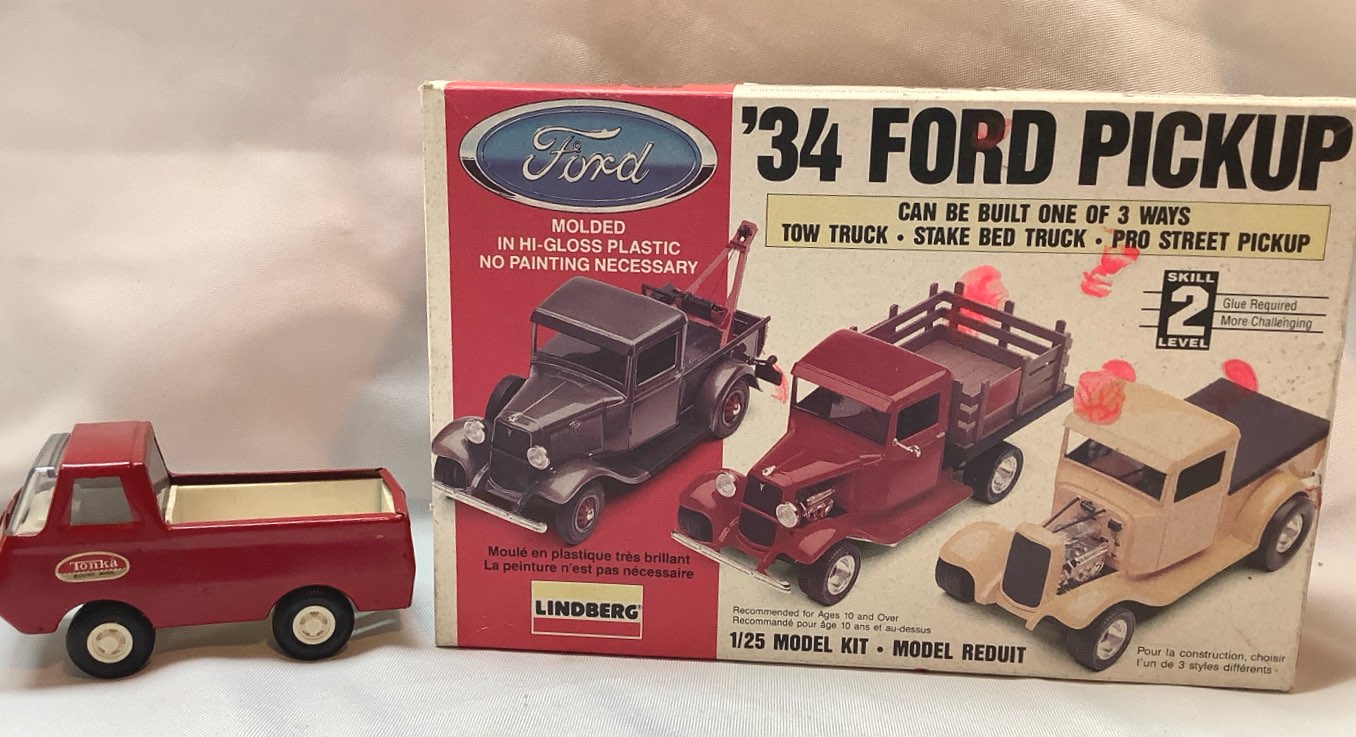 Ford
'34 FORD PICKUP
CAN BE BUILT ONE OF 3 WAYS
TOW TRUCK • STAKE BED TRUCK • PRO STREET PICKUP
MOLDED
IN HI-GLOSS PLASTIC
NO PAINTING NECESSARY
SKILL
2
LEVEL
Glue Required
More Challenging
Tonka
Moulé en plastique très brillant
La peinture n'est pas nécessaire
LINDBERG
Recommended for Ages 10 and Over
Recommandé pour âge 10 ans et au-dessus
1/25 MODEL KIT • MODEL REDUIT
Pour la construction, choisir
l'un de 3 styles différents